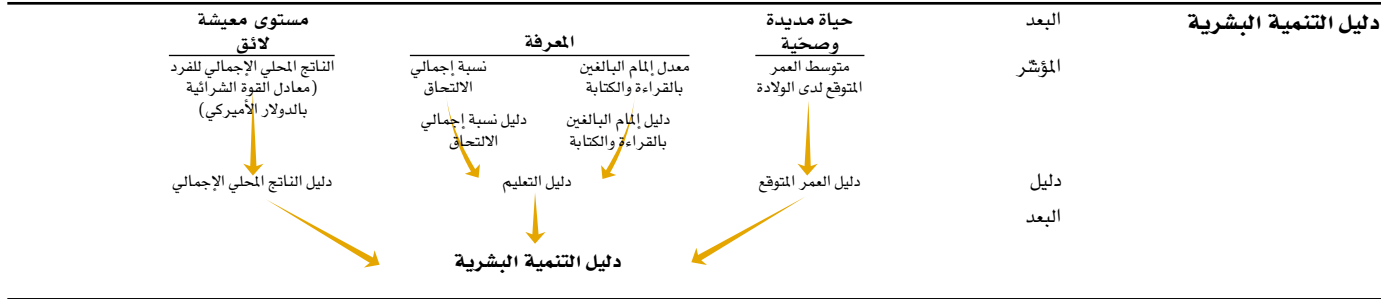 دليل التنمية البشرية
البعد
حياة مديدة
وصحّية
المعرفة
مستوى معيشة
لائق
المؤشّر
متوسط العمر
المتوقع لدى الولادة
معدل إلمام البالغين
بالقراءة والكتابة
نسبة إجمالي
الالتحاق
الناتج المحلي الإجمالي للفرد
(معادل القوة الشرائية
بالدولار الأميركي)
دليل إلمام البالغين
بالقراءة والكتابة
دليل نسبة إجمالي
الالتحاق
دليل
البعد
دليل العمر المتوقع
دليل التعليم
دليل الناتج المحلي الإجمالي
دليل التنمية البشرية